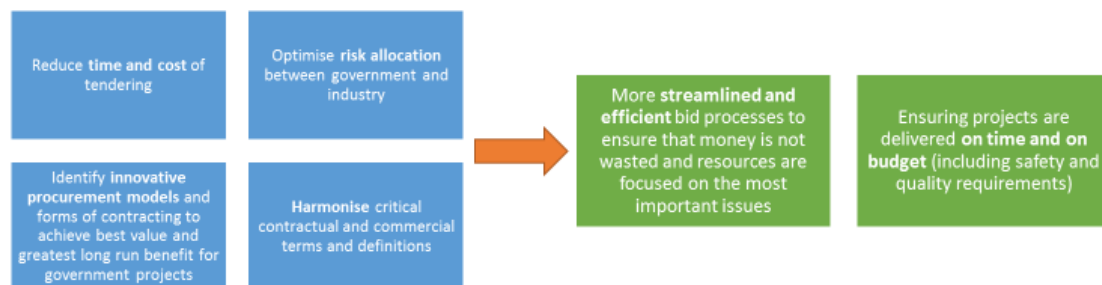 Reduce time and cost of
tendering
Optimise risk allocation
between government and
industry
Identify innovative
procurement models and
forms of contracting to
achieve best value and
greatest long run benefit for
government projects
Harmonise critical
contractual and commercial
terms and definitions
More streamlined and
efficient bid processes to
ensure that money is not
wasted and resources are
focused on the most
important issues
Ensuring projects are
delivered on time and on
budget (including safety and
quality requirements)